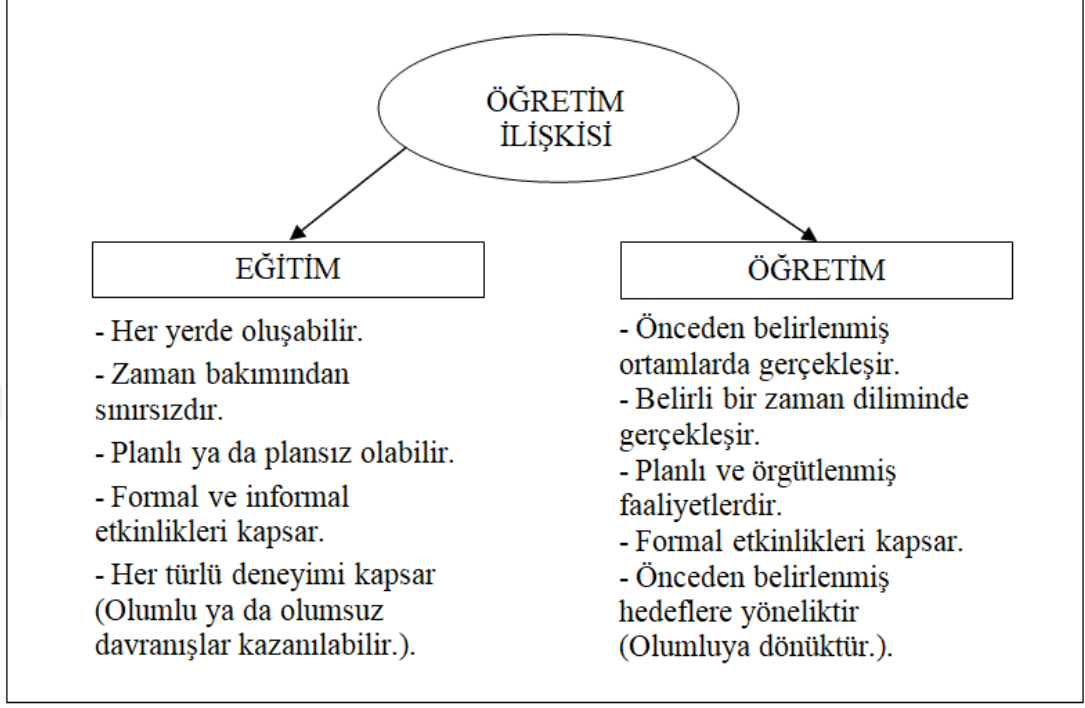 ÖĞRETİM
İLİŞKİSİ
EĞİTİM
- Her yerde oluşabilir.
- Zaman bakımından
sınırsızdır.
- Planlı ya da plansız olabilir.
- Formal ve informal
etkinlikleri kapsar.
- Her türlü deneyimi kapsar
(Olumlu ya da olumsuz
davranışlar kazanılabilir.).
ÖĞRETİM
- Önceden belirlenmiş
ortamlarda gerçekleşir.
- Belirli bir zaman diliminde
gerçekleşir.
- Planlı ve örgütlenmiş
faaliyetlerdir.
- Formal etkinlikleri kapsar.
- Önceden belirlenmiş
hedeflere yöneliktir
(Olumluya dönüktür.).